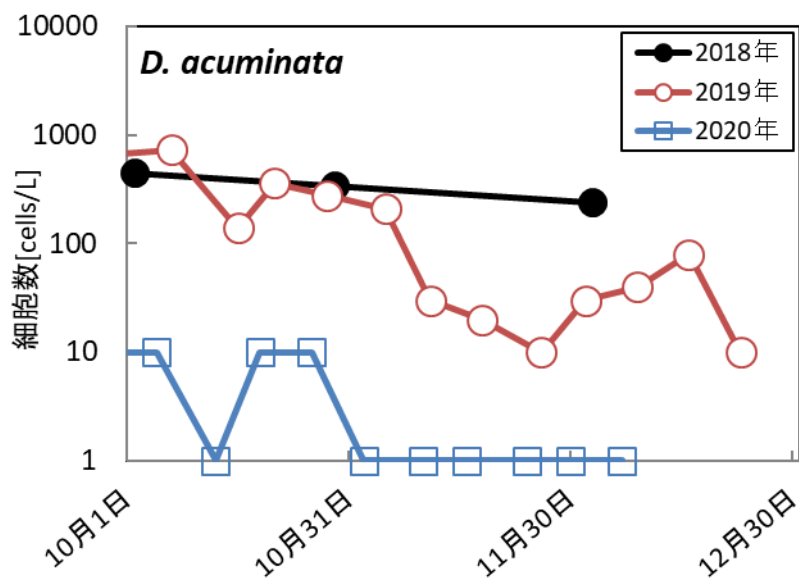 D. acuminata
2018年
2019年
2020年
細胞数[cells/L]
10000
1000
100
10
1
10月1日
10月31日
11月30日
12月30日